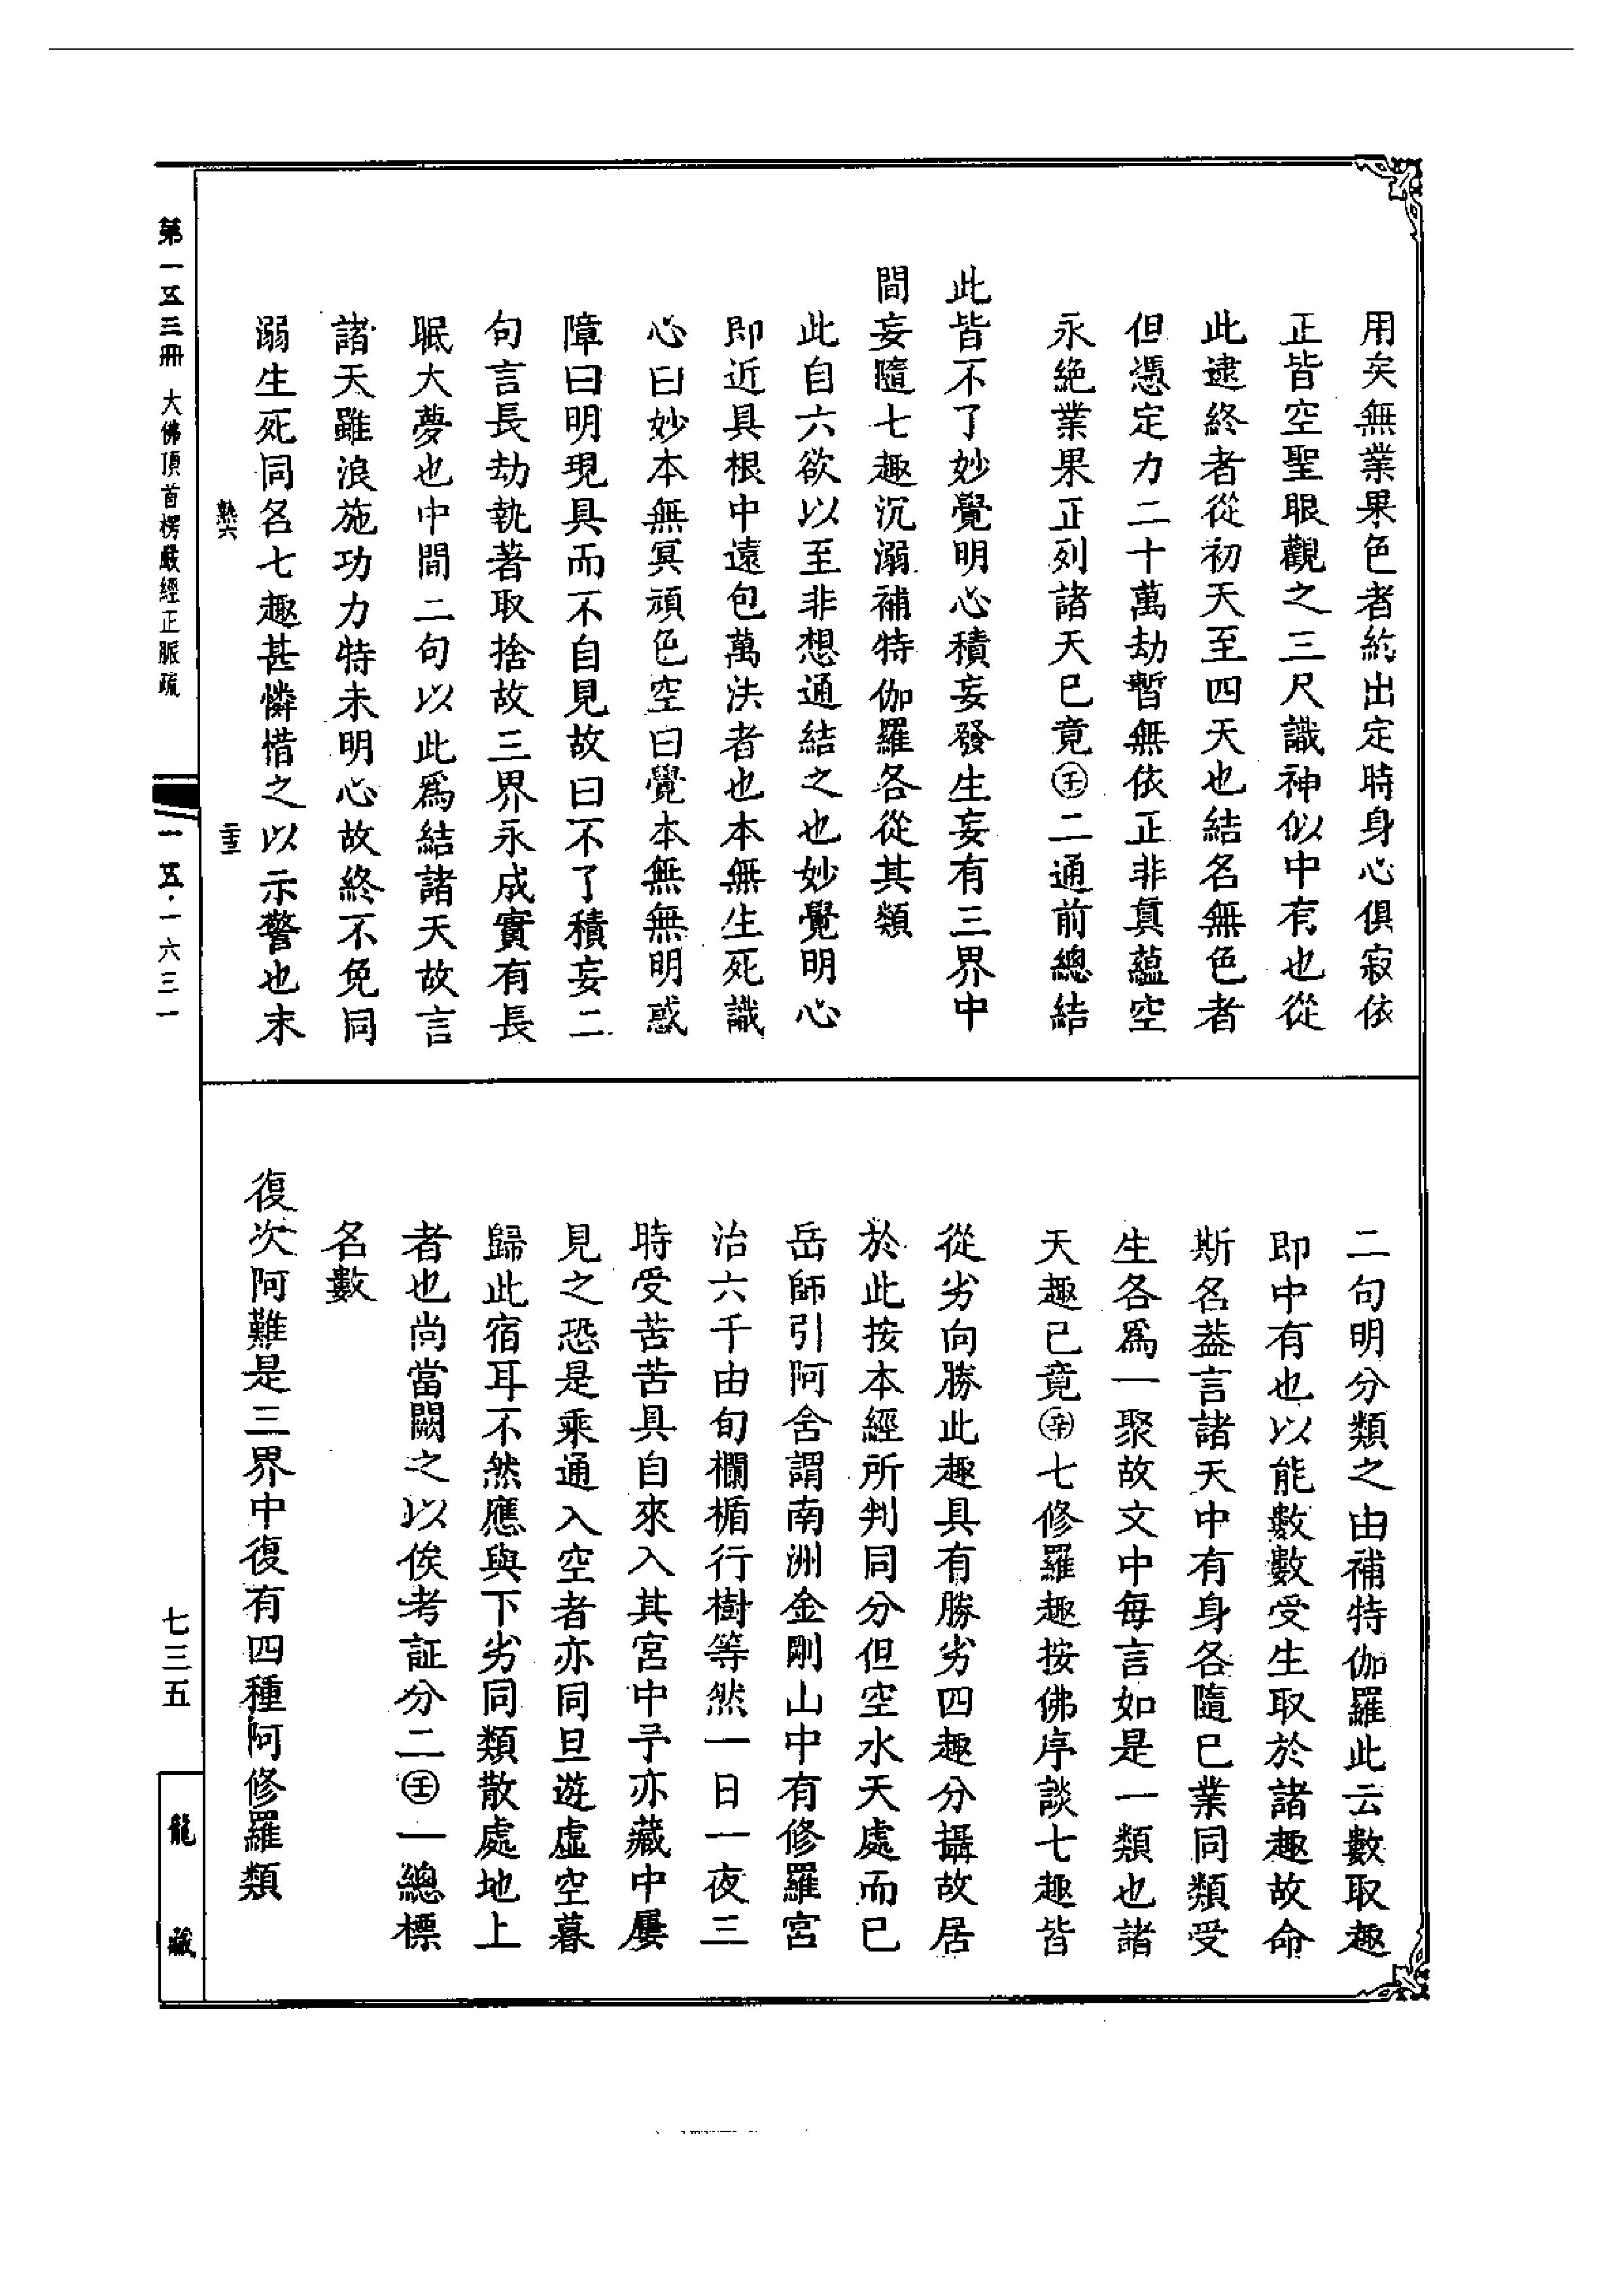 用矣無業果色者約出定時身心俱寂依
正皆空聖眼觀之三尺識神似中有也從
此逮終者從初天至四天也結名無色者
但憑定力二十萬劫暫無依正非真蘊空
永絕業果正列諸天已竟㊣二通前總結
此皆不了妙覺明心積妄發生妄有三界中
間妄隨七趣沉溺補特伽羅各從其類
此自六欲以至非想通結之也妙覺明心
即近具根中遠包萬法者也本無生死識
心曰妙本無冥頑色空曰覺本無無明惑
障曰明現具而不自見故曰不了積妄二
句言長劫執著取捨故三界永成實有長
眠大夢也中間二句以此爲結諸天故言
諸天雖浪施功力特未明心故終不免同
溺生死同名七趣甚憐惜之以示警也末
二句明分類之由補特伽羅此云數取趣
即中有也以能數數受生取於諸趣故命
斯名葢言諸天中有身各隨已業同類受
生各爲一聚故文中每言如是一類也諸
天趣已竟㊛七修羅趣按佛序談七趣皆
從劣向勝此趣具有勝劣四趣分攝故居
於此按本經所判同分但空水天處而已
岳師引阿含謂南洲金剛山中有修羅宮
治六千由旬欄楯行樹等然一日一夜三
時受苦苦具自來入其宮中予亦藏中屢
見之恐是乘通入空者亦同旦遊虛空暮
歸此宿耳不然應與下劣同類散處地上
者也尚當闕之以俟考証分二㊣一總標
名數
復次阿難是三界中復有四種阿修羅類
第一五三冊 大佛頂首楞嚴經正脈疏
一五·一六三一
七三五
龍藏